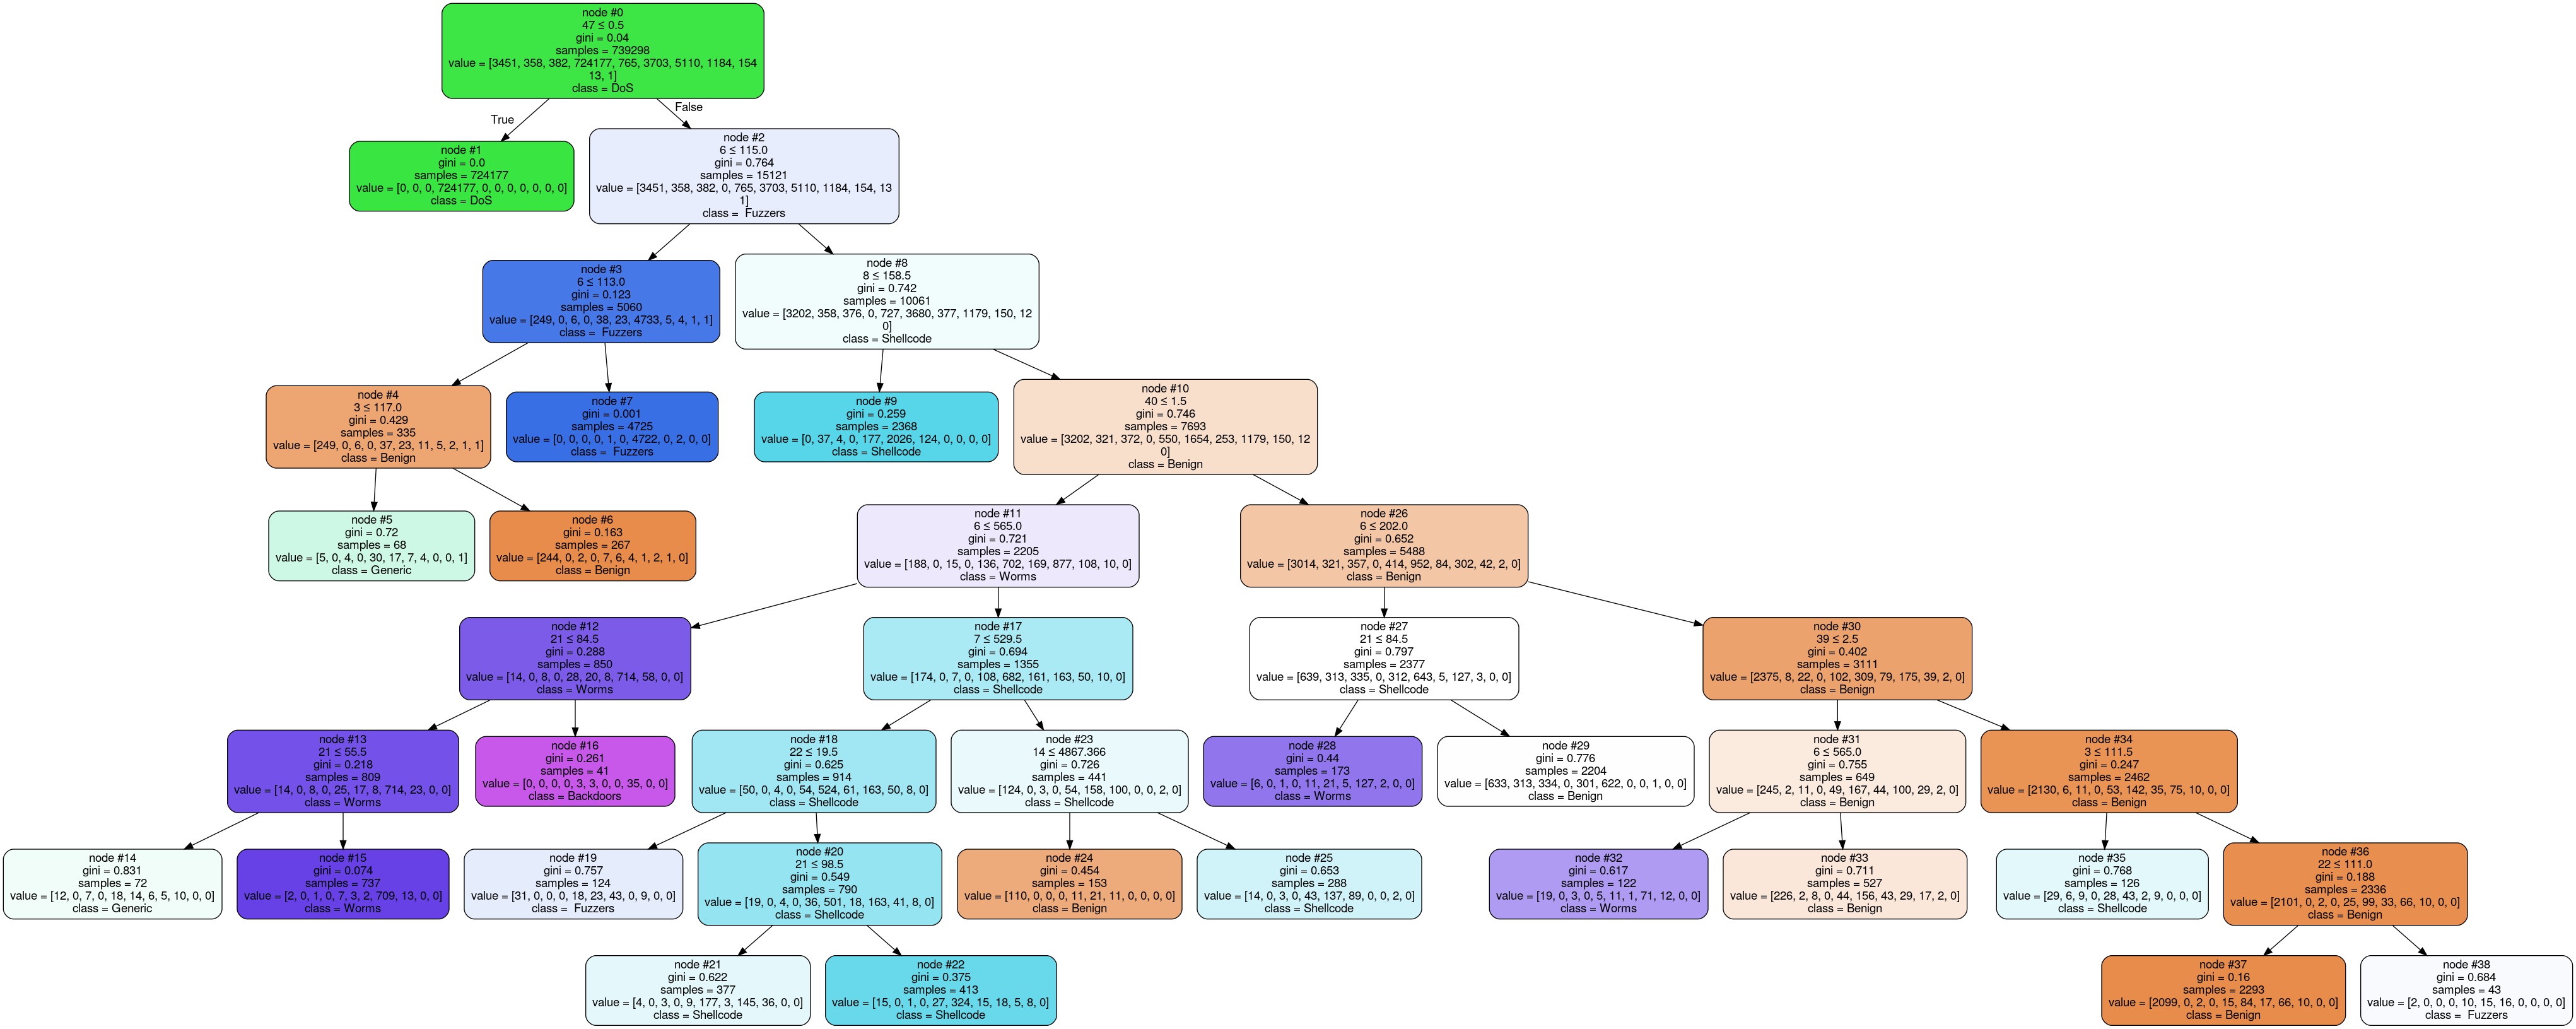 node #0
47 ≤ 0.5
gini = 0.04
samples = 739298
value = [3451, 358, 382, 724177, 765, 3703, 5110, 1184, 154
13, 1]
class = DoS
True
False
node #1
gini = 0.0
samples = 724177
value = [0, 0, 0, 724177, 0, 0, 0, 0, 0, 0, 0]
class = DoS
node #2
6 ≤ 115.0
gini = 0.764
samples = 15121
value = [3451, 358, 382, 0, 765, 3703, 5110, 1184, 154, 13
1]
class =  Fuzzers
node #3
6 ≤ 113.0
gini = 0.123
samples = 5060
value = [249, 0, 6, 0, 38, 23, 4733, 5, 4, 1, 1]
class =  Fuzzers
node #8
8 ≤ 158.5
gini = 0.742
samples = 10061
value = [3202, 358, 376, 0, 727, 3680, 377, 1179, 150, 12
0]
class = Shellcode
node #4
3 ≤ 117.0
gini = 0.429
samples = 335
value = [249, 0, 6, 0, 37, 23, 11, 5, 2, 1, 1]
class = Benign
node #7
gini = 0.001
samples = 4725
value = [0, 0, 0, 0, 1, 0, 4722, 0, 2, 0, 0]
class =  Fuzzers
node #9
gini = 0.259
samples = 2368
value = [0, 37, 4, 0, 177, 2026, 124, 0, 0, 0, 0]
class = Shellcode
node #10
40 ≤ 1.5
gini = 0.746
samples = 7693
value = [3202, 321, 372, 0, 550, 1654, 253, 1179, 150, 12
0]
class = Benign
node #5
gini = 0.72
samples = 68
value = [5, 0, 4, 0, 30, 17, 7, 4, 0, 0, 1]
class = Generic
node #6
gini = 0.163
samples = 267
value = [244, 0, 2, 0, 7, 6, 4, 1, 2, 1, 0]
class = Benign
node #11
6 ≤ 565.0
gini = 0.721
samples = 2205
value = [188, 0, 15, 0, 136, 702, 169, 877, 108, 10, 0]
class = Worms
node #26
6 ≤ 202.0
gini = 0.652
samples = 5488
value = [3014, 321, 357, 0, 414, 952, 84, 302, 42, 2, 0]
class = Benign
node #12
21 ≤ 84.5
gini = 0.288
samples = 850
value = [14, 0, 8, 0, 28, 20, 8, 714, 58, 0, 0]
class = Worms
node #17
7 ≤ 529.5
gini = 0.694
samples = 1355
value = [174, 0, 7, 0, 108, 682, 161, 163, 50, 10, 0]
class = Shellcode
node #27
21 ≤ 84.5
gini = 0.797
samples = 2377
value = [639, 313, 335, 0, 312, 643, 5, 127, 3, 0, 0]
class = Shellcode
node #30
39 ≤ 2.5
gini = 0.402
samples = 3111
value = [2375, 8, 22, 0, 102, 309, 79, 175, 39, 2, 0]
class = Benign
node #13
21 ≤ 55.5
gini = 0.218
samples = 809
value = [14, 0, 8, 0, 25, 17, 8, 714, 23, 0, 0]
class = Worms
node #16
gini = 0.261
samples = 41
value = [0, 0, 0, 0, 3, 3, 0, 0, 35, 0, 0]
class = Backdoors
node #18
22 ≤ 19.5
gini = 0.625
samples = 914
value = [50, 0, 4, 0, 54, 524, 61, 163, 50, 8, 0]
class = Shellcode
node #23
14 ≤ 4867.366
gini = 0.726
samples = 441
value = [124, 0, 3, 0, 54, 158, 100, 0, 0, 2, 0]
class = Shellcode
node #28
gini = 0.44
samples = 173
value = [6, 0, 1, 0, 11, 21, 5, 127, 2, 0, 0]
class = Worms
node #29
gini = 0.776
samples = 2204
value = [633, 313, 334, 0, 301, 622, 0, 0, 1, 0, 0]
class = Benign
node #31
6 ≤ 565.0
gini = 0.755
samples = 649
value = [245, 2, 11, 0, 49, 167, 44, 100, 29, 2, 0]
class = Benign
node #34
3 ≤ 111.5
gini = 0.247
samples = 2462
value = [2130, 6, 11, 0, 53, 142, 35, 75, 10, 0, 0]
class = Benign
node #14
gini = 0.831
samples = 72
value = [12, 0, 7, 0, 18, 14, 6, 5, 10, 0, 0]
class = Generic
node #15
gini = 0.074
samples = 737
value = [2, 0, 1, 0, 7, 3, 2, 709, 13, 0, 0]
class = Worms
node #19
gini = 0.757
samples = 124
value = [31, 0, 0, 0, 18, 23, 43, 0, 9, 0, 0]
class =  Fuzzers
node #20
21 ≤ 98.5
gini = 0.549
samples = 790
value = [19, 0, 4, 0, 36, 501, 18, 163, 41, 8, 0]
class = Shellcode
node #24
gini = 0.454
samples = 153
value = [110, 0, 0, 0, 11, 21, 11, 0, 0, 0, 0]
class = Benign
node #25
gini = 0.653
samples = 288
value = [14, 0, 3, 0, 43, 137, 89, 0, 0, 2, 0]
class = Shellcode
node #32
gini = 0.617
samples = 122
value = [19, 0, 3, 0, 5, 11, 1, 71, 12, 0, 0]
class = Worms
node #33
gini = 0.711
samples = 527
value = [226, 2, 8, 0, 44, 156, 43, 29, 17, 2, 0]
class = Benign
node #35
gini = 0.768
samples = 126
value = [29, 6, 9, 0, 28, 43, 2, 9, 0, 0, 0]
class = Shellcode
node #36
22 ≤ 111.0
gini = 0.188
samples = 2336
value = [2101, 0, 2, 0, 25, 99, 33, 66, 10, 0, 0]
class = Benign
node #21
gini = 0.622
samples = 377
value = [4, 0, 3, 0, 9, 177, 3, 145, 36, 0, 0]
class = Shellcode
node #22
gini = 0.375
samples = 413
value = [15, 0, 1, 0, 27, 324, 15, 18, 5, 8, 0]
class = Shellcode
node #37
gini = 0.16
samples = 2293
value = [2099, 0, 2, 0, 15, 84, 17, 66, 10, 0, 0]
class = Benign
node #38
gini = 0.684
samples = 43
value = [2, 0, 0, 0, 10, 15, 16, 0, 0, 0, 0]
class =  Fuzzers